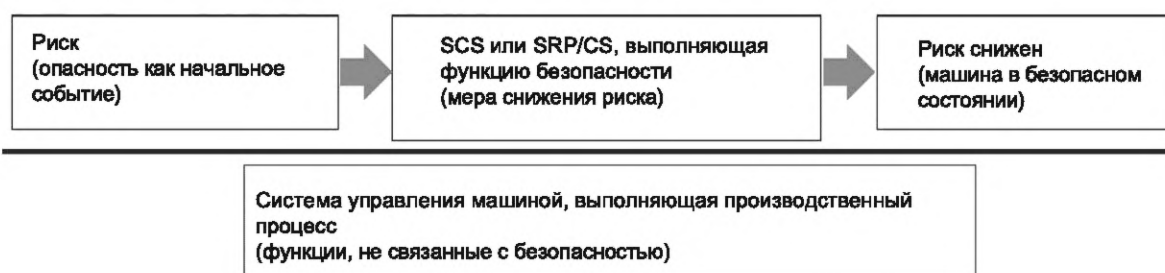 Риск
(опасность как начальное
событие)
SCS или SRP/CS, выполняющая
функцию безопасности
(мера снижения риска)
Риск снижен
(машина в безопасном
состоянии)
Система управления машиной, выполняющая производственный
процесс
(функции, не связанные с безопасностью)